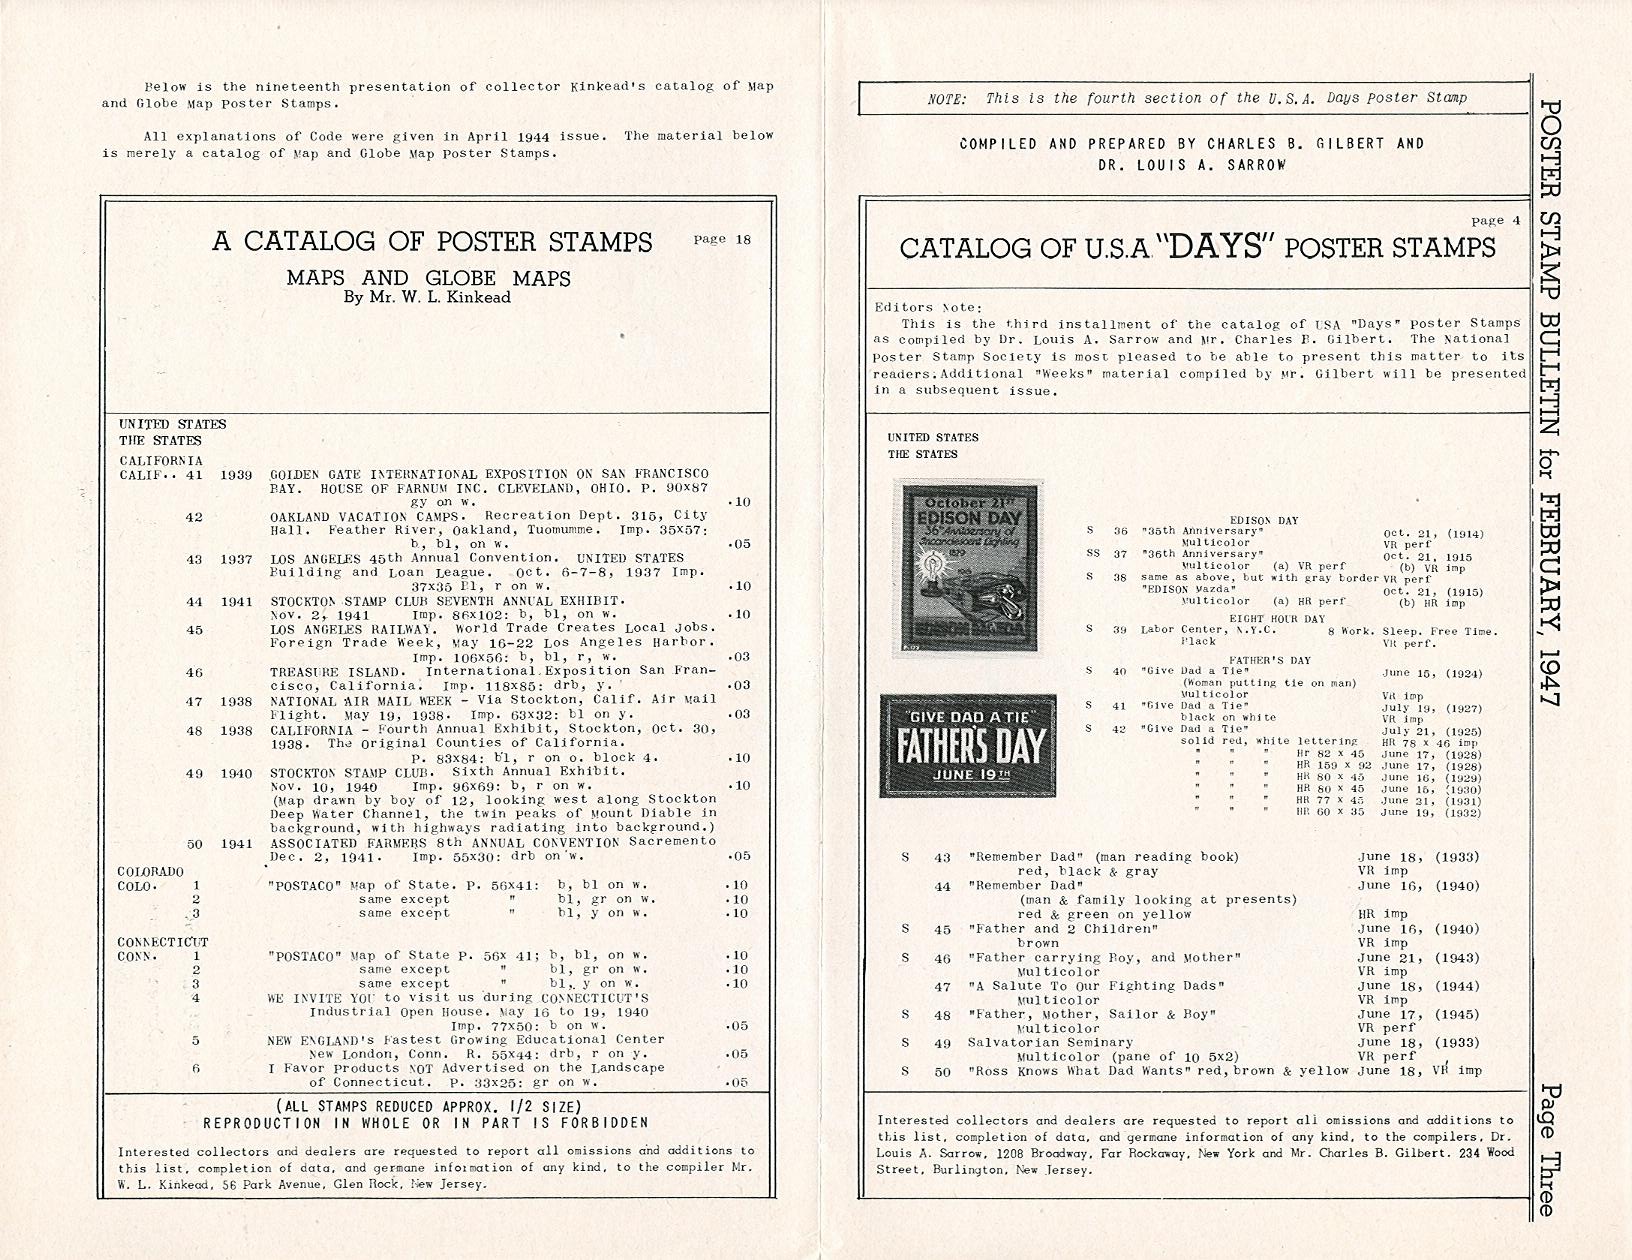 Below is the nineteenth presentation of collector Kinkead's catalog of Map
and Globe Map Poster Stamps.
All explanations of Code were given in April 1944 issue. The material below
is merely a catalog of Map and Globe Map Poster Stamps.
A CATALOG OF POSTER STAMPS Page 18
MAPS AND GLOBE MAPS
By Mr. W. L. Kinkead
UNITED STATES
THE STATES
CALIFORNIA
CALIF.. 41 1939 GOLDEN GATE INTERNATIONAL EXPOSITION ON SAN FRANCISCO
BAY. HOUSE OF FARNUM INC. CLEVELAND, OHIO. P. 90x87
gy on w. .10
42 OAKLAND VACATION CAMPS. Recreation Dept. 315, City
Hall. Feather River, Oakland, Tuomumme. Imp. 35x57:
b, bl, on w. .05
43 1937 LOS ANGELES 45th Annual Convention. UNITED STATES
Building and Loan League. Oct. 6-7-8, 1937 Imp.
37x35 Bl, r on w. .10
44 1941 STOCKTON STAMP CLUB SEVENTH ANNUAL EXHIBIT.
Nov. 2, 1941 Imp. 86x102: b, bl, on w. .10
45 LOS ANGELES RAILWAY. World Trade Creates Local Jobs.
Foreign Trade Week, May 16-22 Los Angeles Harbor.
Imp. 106x56: b, bl, r, w. .03
46 TREASURE ISLAND. International Exposition San Fran-
cisco, California. Imp. 118x85: drb, y. .03
47 1938 NATIONAL AIR MAIL WEEK - Via Stockton, Calif. Air Mail
Flight. May 19, 1938. Imp. 63x32: bl on y. .03
48 1938 CALIFORNIA - Fourth Annual Exhibit, Stockton, Oct. 30,
1938. The Original Counties of California.
P. 83x84: bl, r on o. block 4. .10
49 1940 STOCKTON STAMP CLUB. Sixth Annual Exhibit.
Nov. 10, 1940 Imp. 96x69: b, r on w. .10
(Map drawn by boy of 12, looking west along Stockton
Deep Water Channel, the twin peaks of Mount Diable in
background, with highways radiating into background.)
50 1941 ASSOCIATED FARMERS 8th ANNUAL CONVENTION Sacremento
Dec. 2, 1941. Imp. 55x30: drb on w. .05
COLORADO
COLO. 1 "POSTACO" Map of State. P. 56x41: b, bl on w. .10
2 same except " bl, gr on w. .10
3 same except " bl, y on w. .10
CONNECTICUT
CONN. 1 "POSTACO" Map of State P. 56x 41; b, bl, on w. .10
2 same except " bl, gr on w. .10
3 same except " bl, y on w. .10
4 WE INVITE YOU to visit us during CONNECTICUT'S
Industrial Open House. May 16 to 19, 1940
Imp. 77x50: b on w. .05
5 NEW ENGLAND's Fastest Growing Educational Center
New London, Conn. R. 55x44: drb, r on y. .05
6 I Favor Products NOT Advertised on the Landscape
of Connecticut. P. 33x25: gr on w. .05
(ALL STAMPS REDUCED APPROX. 1/2 SIZE)
REPRODUCTION IN WHOLE OR IN PART IS FORBIDDEN
Interested collectors and dealers are requested to report all omissions and additions to
this list, completion of data, and germane information of any kind, to the compiler Mr.
W. L. Kinkead, 56 Park Avenue, Glen Rock, New Jersey.
NOTE: This is the fourth section of the U.S.A. Days Poster Stamp
COMPILED AND PREPARED BY CHARLES B. GILBERT AND
DR. LOUIS A. SARROW
page 4
CATALOG OF U.S.A. "DAYS" POSTER STAMPS
Editors Note:
This is the third installment of the catalog of USA "Days" Poster Stamps
as compiled by Dr. Louis A. Sarrow and Mr. Charles B. Gilbert. The National
Poster Stamp Society is most pleased to be able to present this matter to its
readers. Additional "Weeks" material compiled by Mr. Gilbert will be presented
in a subsequent issue.
UNITED STATES
THE STATES
October 21st
EDISON DAY
36th Anniversary of
Incandescent Lighting
1879
1915
EDISON MAZDA
EDISON DAY
S 36 "35th Anniversary" Oct. 21, (1914)
Multicolor VR perf
SS 37 "36th Anniversary" Oct. 21, 1915
Multicolor (a) VR perf (b) VR imp
S 38 same as above, but with gray border VR perf
"EDISON Mazda" Oct. 21, (1915)
Multicolor (a) HR perf (b) HR imp
EIGHT HOUR DAY
S 39 Labor Center, N.Y.C. 8 Work. Sleep. Free Time.
Black VR perf.
FATHER'S DAY
S 40 "Give Dad a Tie" June 15, (1924)
(Woman putting tie on man)
Multicolor VR imp
S 41 "Give Dad a Tie" July 19, (1927)
black on white VR imp
S 42 "Give Dad a Tie" July 21, (1925)
solid red, white lettering HR 78 x 46 imp
" " " Hr 82 x 45 June 17, (1928)
" " " HR 159 x 92 June 17, (1928)
" " " HR 80 x 45 June 16, (1929)
" " " HR 80 x 45 June 15, (1930)
" " " HR 77 x 45 June 21, (1931)
" " " HR 60 x 35 June 19, (1932)
"GIVE DAD A TIE"
FATHER'S DAY
JUNE 19TH
S 43 "Remember Dad" (man reading book) June 18, (1933)
red, black & gray VR imp
44 "Remember Dad" June 16, (1940)
(man & family looking at presents)
red & green on yellow HR imp
S 45 "Father and 2 Children" June 16, (1940)
brown VR imp
S 46 "Father carrying Boy, and Mother" June 21, (1943)
Multicolor VR imp
47 "A Salute To Our Fighting Dads" June 18, (1944)
Multicolor VR imp
S 48 "Father, Mother, Sailor & Boy" June 17, (1945)
Multicolor VR perf
S 49 Salvatorian Seminary June 18, (1933)
Multicolor (pane of 10 5x2) VR perf
S 50 "Ross Knows What Dad Wants" red, brown & yellow June 18, VR imp
Interested collectors and dealers are requested to report all omissions and additions to
this list, completion of data, and germane information of any kind, to the compilers, Dr.
Louis A. Sarrow, 1208 Broadway, Far Rockaway, New York and Mr. Charles B. Gilbert. 234 Wood
Street, Burlington, New Jersey.
POSTER STAMP BULLETIN for FEBRUARY, 1947
Page Three